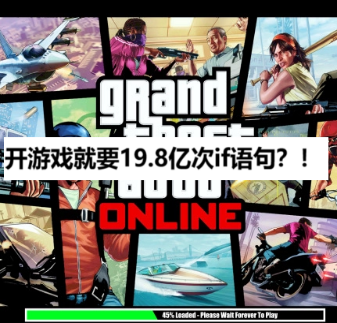 grand
theft
开游戏就要19.8亿次if语句？！
auto
ONLINE
45% Loaded - Please Wait Forever To Play